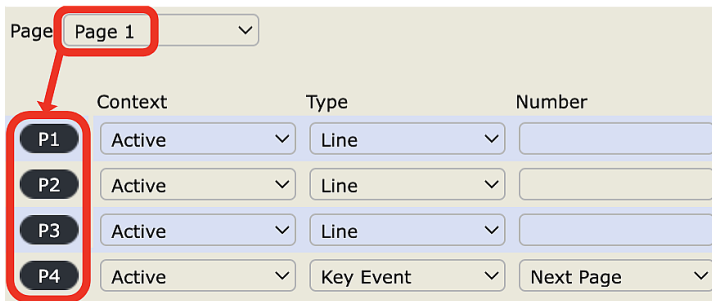 Page Page 1
Context Type Number
P1 Active Line
P2 Active Line
P3 Active Line
P4 Active Key Event Next Page